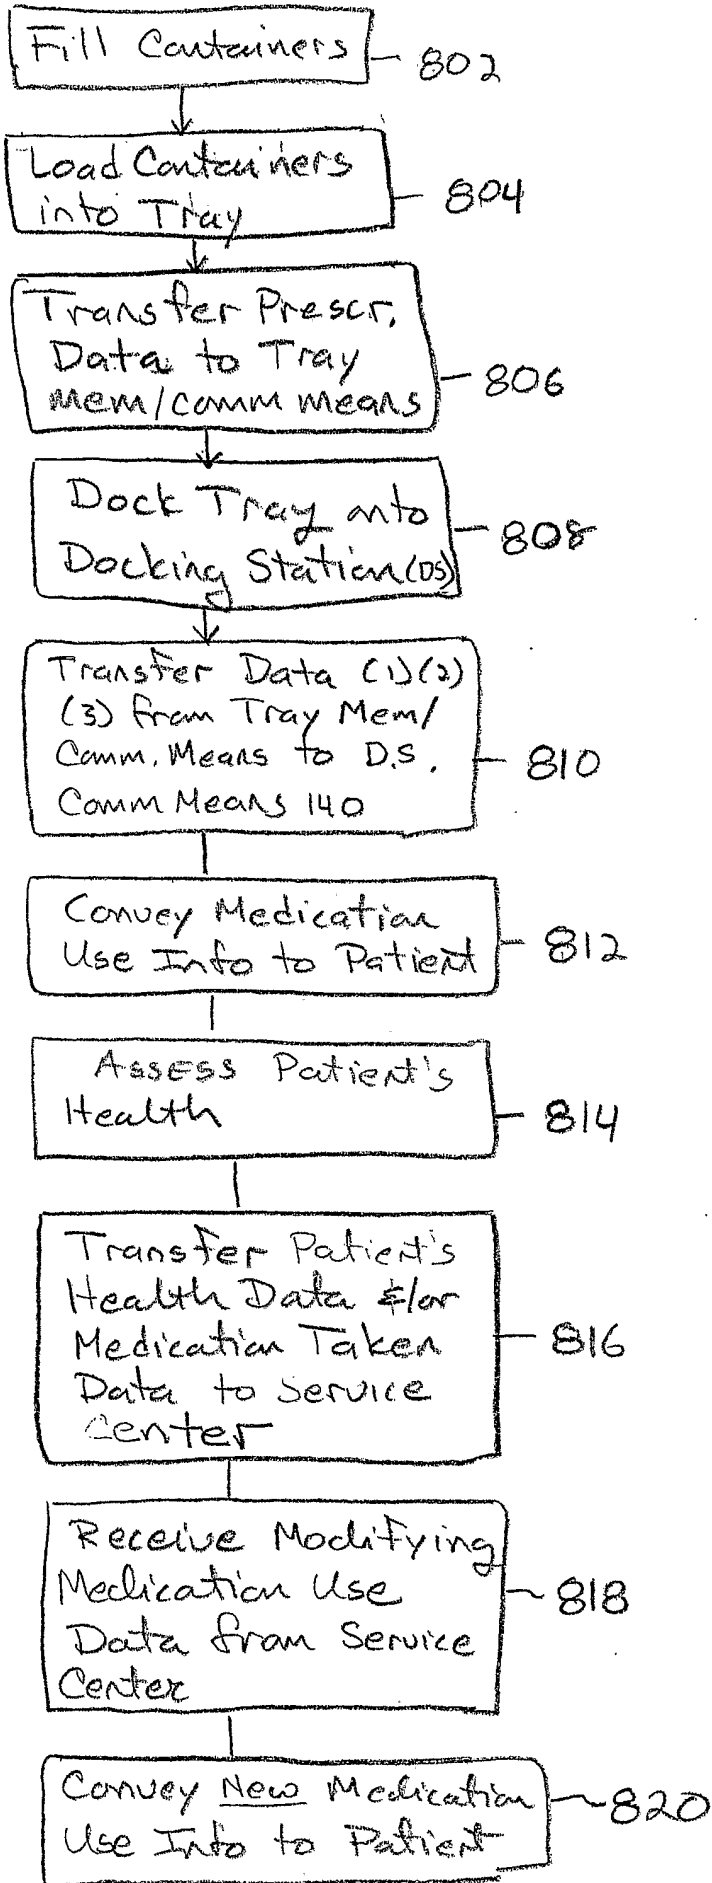 Fill Containers
802
Load Containers
into Tray
804
Transfer Prescr.
Data to Tray
Mem/Comm Means
806
Dock Tray onto
Docking Station (DS)
808
Transfer Data (1)(2)
(3) from Tray Mem/
Comm. Means to D.S.
Comm Means 140
810
Convey Medication
Use Info to Patient
812
Assess Patient's
Health
814
Transfer Patient's
Health Data &/or
Medication Taken
Data to Service
Center
816
Receive Modifying
Medication Use
Data from Service
Center
818
Convey New Medication
Use Info to Patient
820